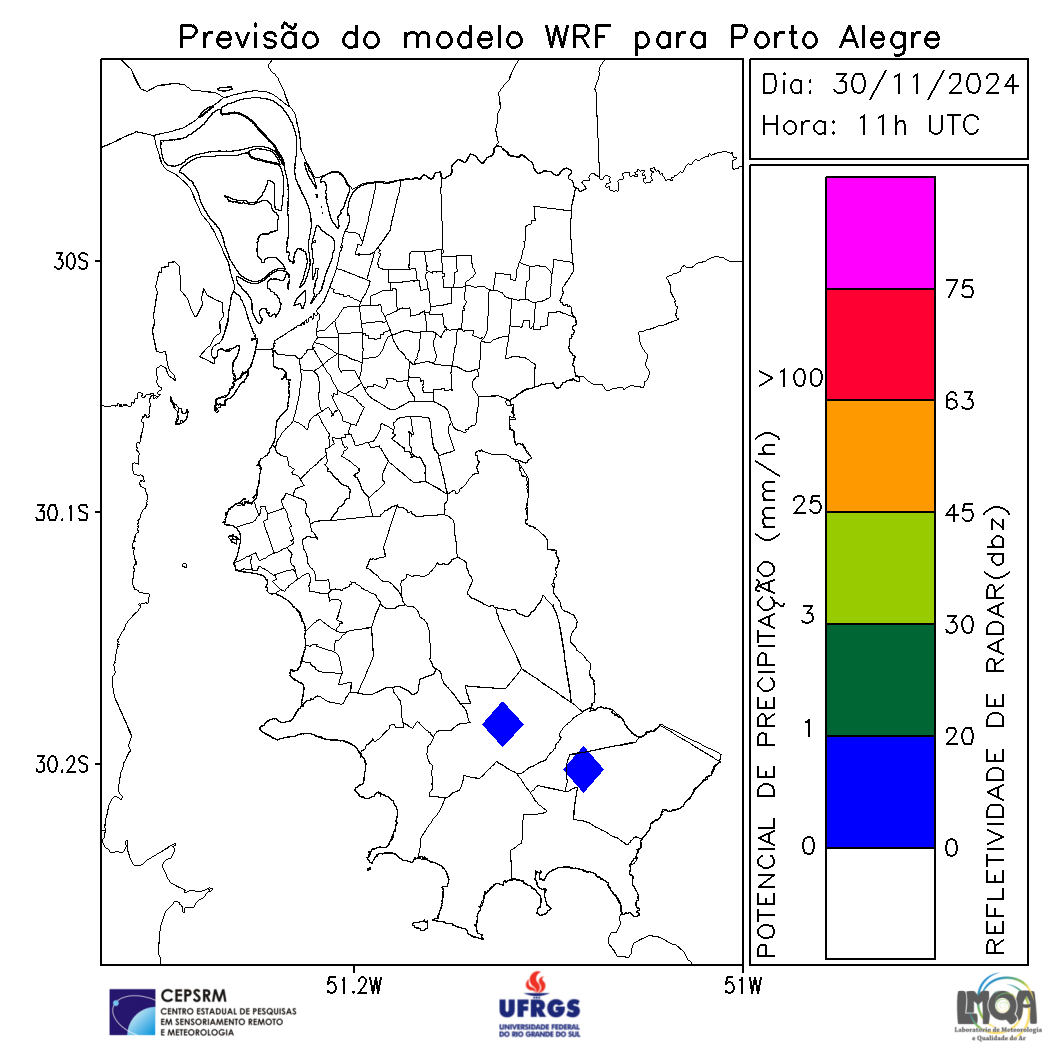 Previsão do modelo WRF para Porto Alegre
Dia: 30/11/2024
Hora: 11h UTC
30S
30.1S
30.2S
51.2W
51W
POTENCIAL DE PRECIPITAÇÃO (mm/h)
>100
25
3
1
0
75
63
45
30
20
0
REFLETIVIDADE DE RADAR(dbz)
CEPSRM
CENTRO ESTADUAL DE PESQUISAS
EM SENSORIAMENTO REMOTO
E METEOROLOGIA
UFRGS
UNIVERSIDADE FEDERAL
DO RIO GRANDE DO SUL
LMQA
Laboratório de Meteorologia
e Qualidade do Ar